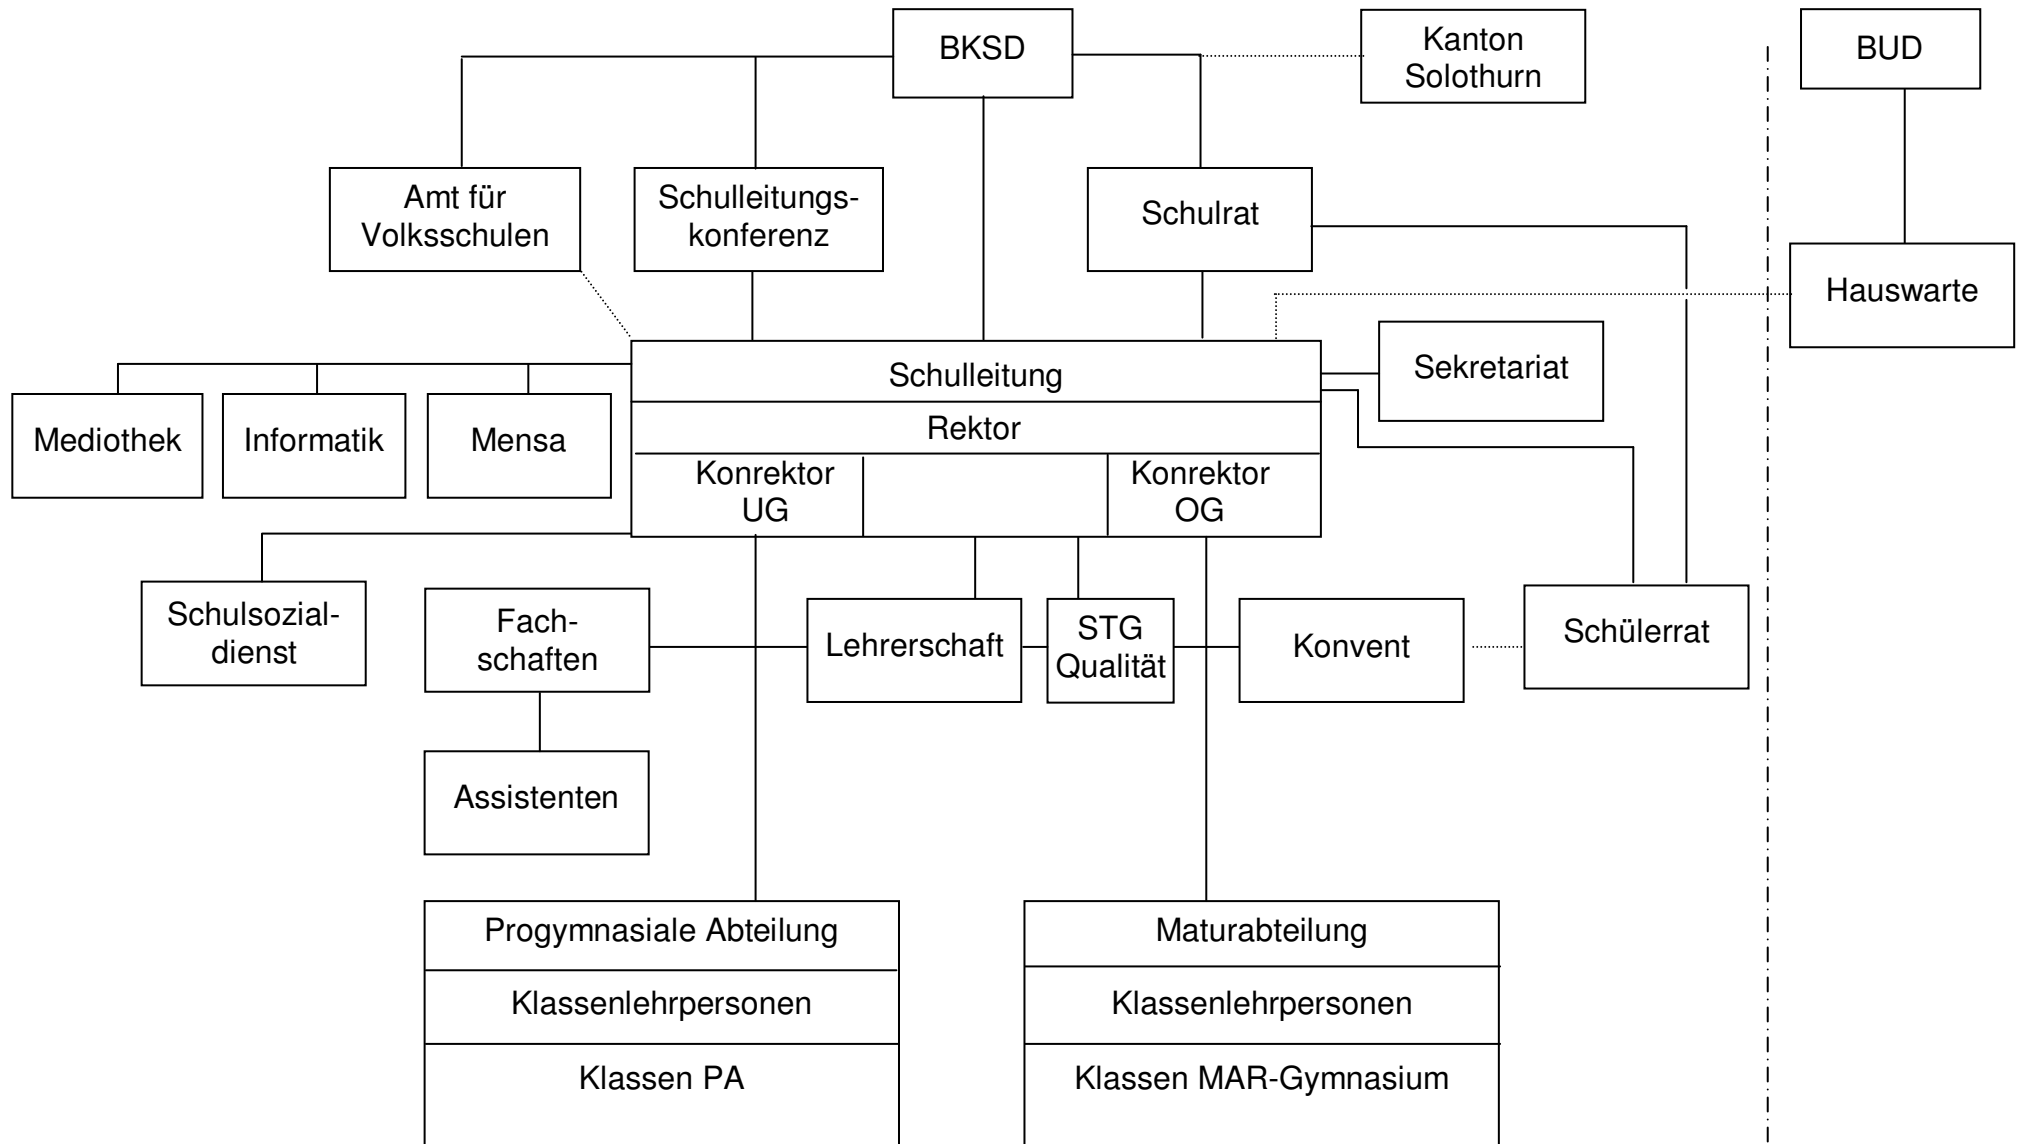 BKSD
Kanton
Solothurn
BUD
Amt für
Volksschulen
Schulleitungs-
konferenz
Schulrat
Hauswarte
Schulleitung
Sekretariat
Rektor
Mediothek
Informatik
Mensa
Konrektor
UG
Konrektor
OG
Schulsozial-
dienst
Fach-
schaften
Lehrerschaft
STG
Qualität
Konvent
Schülerrat
Assistenten
Progymnasiale Abteilung
Klassenlehrpersonen
Klassen PA
Maturabteilung
Klassenlehrpersonen
Klassen MAR-Gymnasium